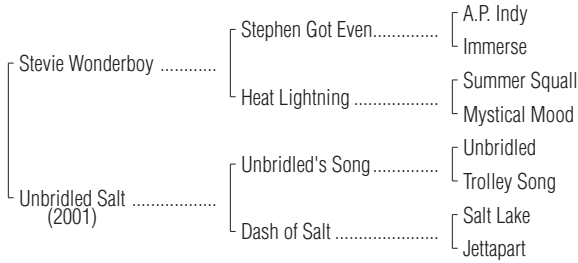 A.P. Indy
Stephen Got Even..............
Immerse
Stevie Wonderboy ............
Summer Squall
Heat Lightning ..................
Mystical Mood
Unbridled
Unbridled's Song..............
Trolley Song
Unbridled Salt ..................
(2001)
Salt Lake
Dash of Salt ......................
Jettapart